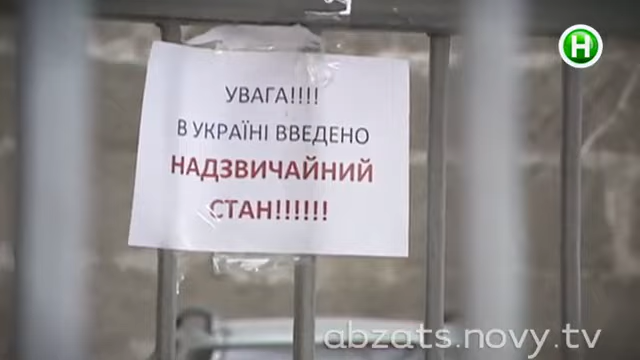 УВАГА!!!!
В УКРАЇНІ ВВЕДЕНО
НАДЗВИЧАЙНИЙ
СТАН!!!!!!
Н
abzats.novy.tv